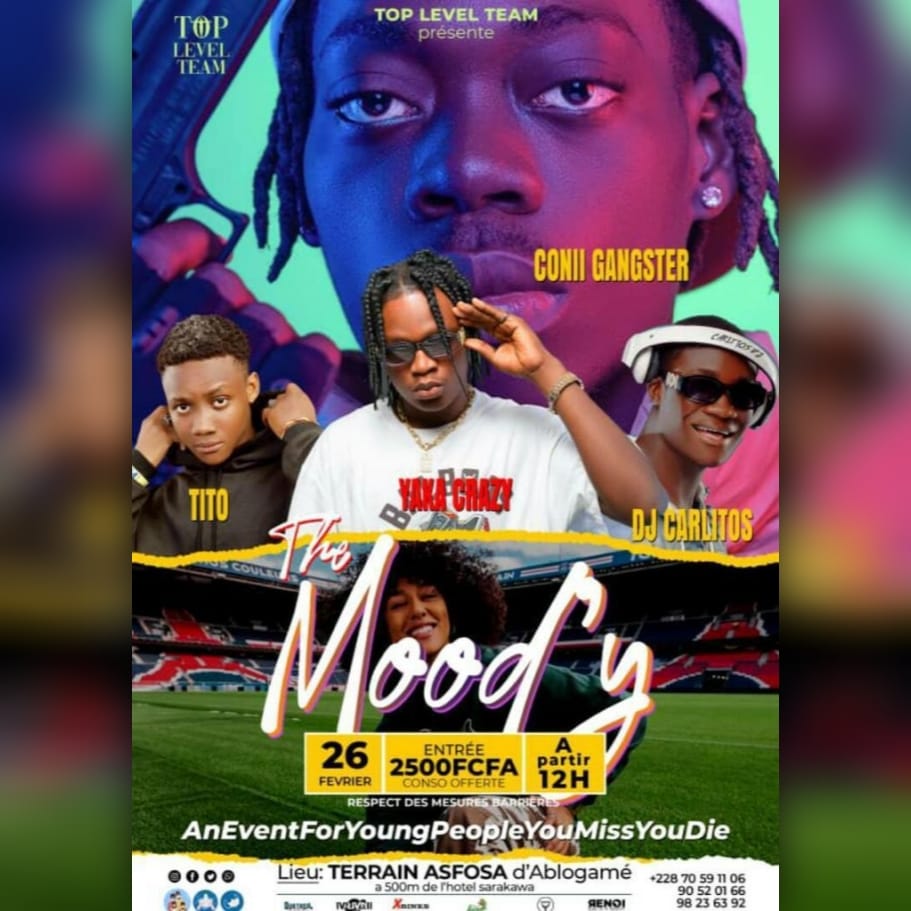 TOP
LEVEL
TEAM
TOP LEVEL TEAM
présente
CONII GANGSTER
CARLITOS
TITO
YAKA CRAZY
DJ CARLITOS
The
Mood'y
26
FEVRIER
ENTRÉE
2500FCFA
CONSO OFFERTE
A
partir
12H
RESPECT DES MESURES BARRIÈRES
AnEventForYoungPeopleYouMissYouDie
Lieu: TERRAIN ASFOSA d'Ablogamé
a 500m de l'hotel sarakawa
+228 70 59 11 06
90 52 01 66
98 23 63 92